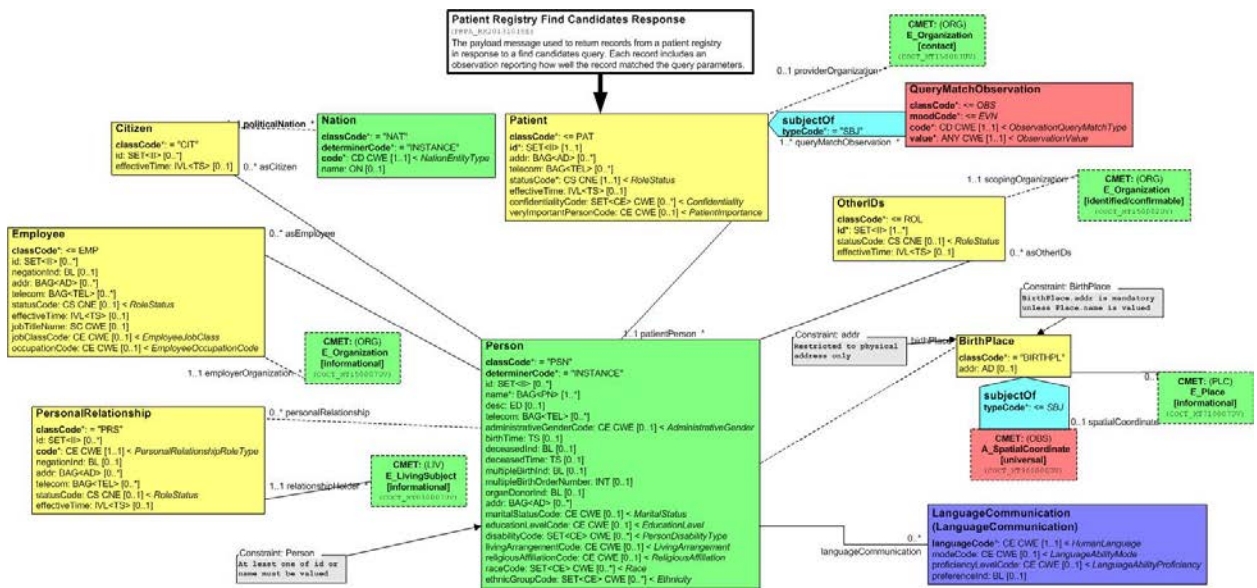 Patient Registry Find Candidates Response
The payload message used to return records from a patient registry
in response to a find candidates query. Each record includes an
observation reporting how well the record matched the query parameters.
CMET: (ORG)
E_Organization
[contact]
0..1 providerOrganization
Citizen
classCode*: = "CIT"
id: SET<II> [0..*]
effectiveTime: IVL<TS> [0..1]
politicalNation *
0..* asCitizen
Nation
classCode*: = "NAT"
determinerCode*: = "INSTANCE"
code*: CD CWE [1..1] < NationEntityType
name: ON [0..1]
Patient
classCode*: <= PAT
id*: SET<II> [1..*]
addr: BAG<AD> [0..*]
telecom: BAG<TEL> [0..*]
statusCode*: CS CNE [1..1] < RoleStatus
effectiveTime: IVL<TS> [0..1]
confidentialityCode: SET<CE> CWE [0..*] < Confidentiality
veryImportantPersonCode: CE CWE [0..1] < PatientImportance
subjectOf
typeCode*: = "SBJ"
1..* queryMatchObservation *
QueryMatchObservation
classCode*: <= OBS
moodCode*: <= EVN
code*: CD CWE [1..1] < ObservationQueryMatchType
value*: ANY CWE [1..1] < ObservationValue
1..1 scopingOrganization
CMET: (ORG)
E_Organization
[identified/confirmable]
OtherIDs
classCode*: <= ROL
id*: SET<II> [1..*]
statusCode: CS CNE [0..1] < RoleStatus
effectiveTime: IVL<TS> [0..1]
0..* asOtherIDs
Employee
classCode*: <= EMP
id: SET<II> [0..*]
negationInd: BL [0..1]
addr: BAG<AD> [0..*]
telecom: BAG<TEL> [0..*]
statusCode: CS CNE [0..1] < RoleStatus
effectiveTime: IVL<TS> [0..1]
jobTitleName: SC CWE [0..1]
jobClassCode: CE CWE [0..1] < EmployeeJobClass
occupationCode: CE CWE [0..1] < EmployeeOccupationCode
0..* asEmployee
1..1 employerOrganization
CMET: (ORG)
E_Organization
[informational]
1..1 patientPerson *
Person
classCode*: = "PSN"
determinerCode*: = "INSTANCE"
id: SET<II> [0..*]
name*: BAG<PN> [1..*]
desc: ED [0..1]
telecom: BAG<TEL> [0..*]
administrativeGenderCode: CE CWE [0..1] < AdministrativeGender
birthTime: TS [0..1]
deceasedInd: BL [0..1]
deceasedTime: TS [0..1]
multipleBirthInd: BL [0..1]
multipleBirthOrderNumber: INT [0..1]
organDonorInd: BL [0..1]
addr: BAG<AD> [0..*]
maritalStatusCode: CE CWE [0..1] < MaritalStatus
educationLevelCode: CE CWE [0..1] < EducationLevel
disabilityCode: SET<CE> CWE [0..*] < PersonDisabilityType
livingArrangementCode: CE CWE [0..1] < LivingArrangement
religiousAffiliationCode: CE CWE [0..1] < ReligiousAffiliation
raceCode: SET<CE> CWE [0..*] < Race
ethnicGroupCode: SET<CE> CWE [0..*] < Ethnicity
Constraint: BirthPlace
BirthPlace.addr is mandatory
unless Place.name is valued
Constraint: addr
Restricted to physical
address only
BirthPlace
classCode*: = "BIRTHPL"
addr: AD [0..1]
CMET: (PLC)
E_Place
[informational]
subjectOf
typeCode*: <= SBJ
0..1 spatialCoordinate
CMET: (OBS)
A_SpatialCoordinate
[universal]
PersonalRelationship
classCode*: = "PRS"
id: SET<II> [0..*]
code*: CE CWE [1..1] < PersonalRelationshipRoleType
negationInd: BL [0..1]
addr: BAG<AD> [0..*]
telecom: BAG<TEL> [0..*]
statusCode: CS CNE [0..1] < RoleStatus
effectiveTime: IVL<TS> [0..1]
0..* personalRelationship
1..1 relationshipHolder *
CMET: (LIV)
E_LivingSubject
[informational]
Constraint: Person
At least one of id or
name must be valued
0..*
languageCommunication
LanguageCommunication
(LanguageCommunication)
languageCode*: CE CWE [1..1] < HumanLanguage
modeCode: CE CWE [0..1] < LanguageAbilityMode
proficiencyLevelCode: CE CWE [0..1] < LanguageAbilityProficiency
preferenceInd: BL [0..1]